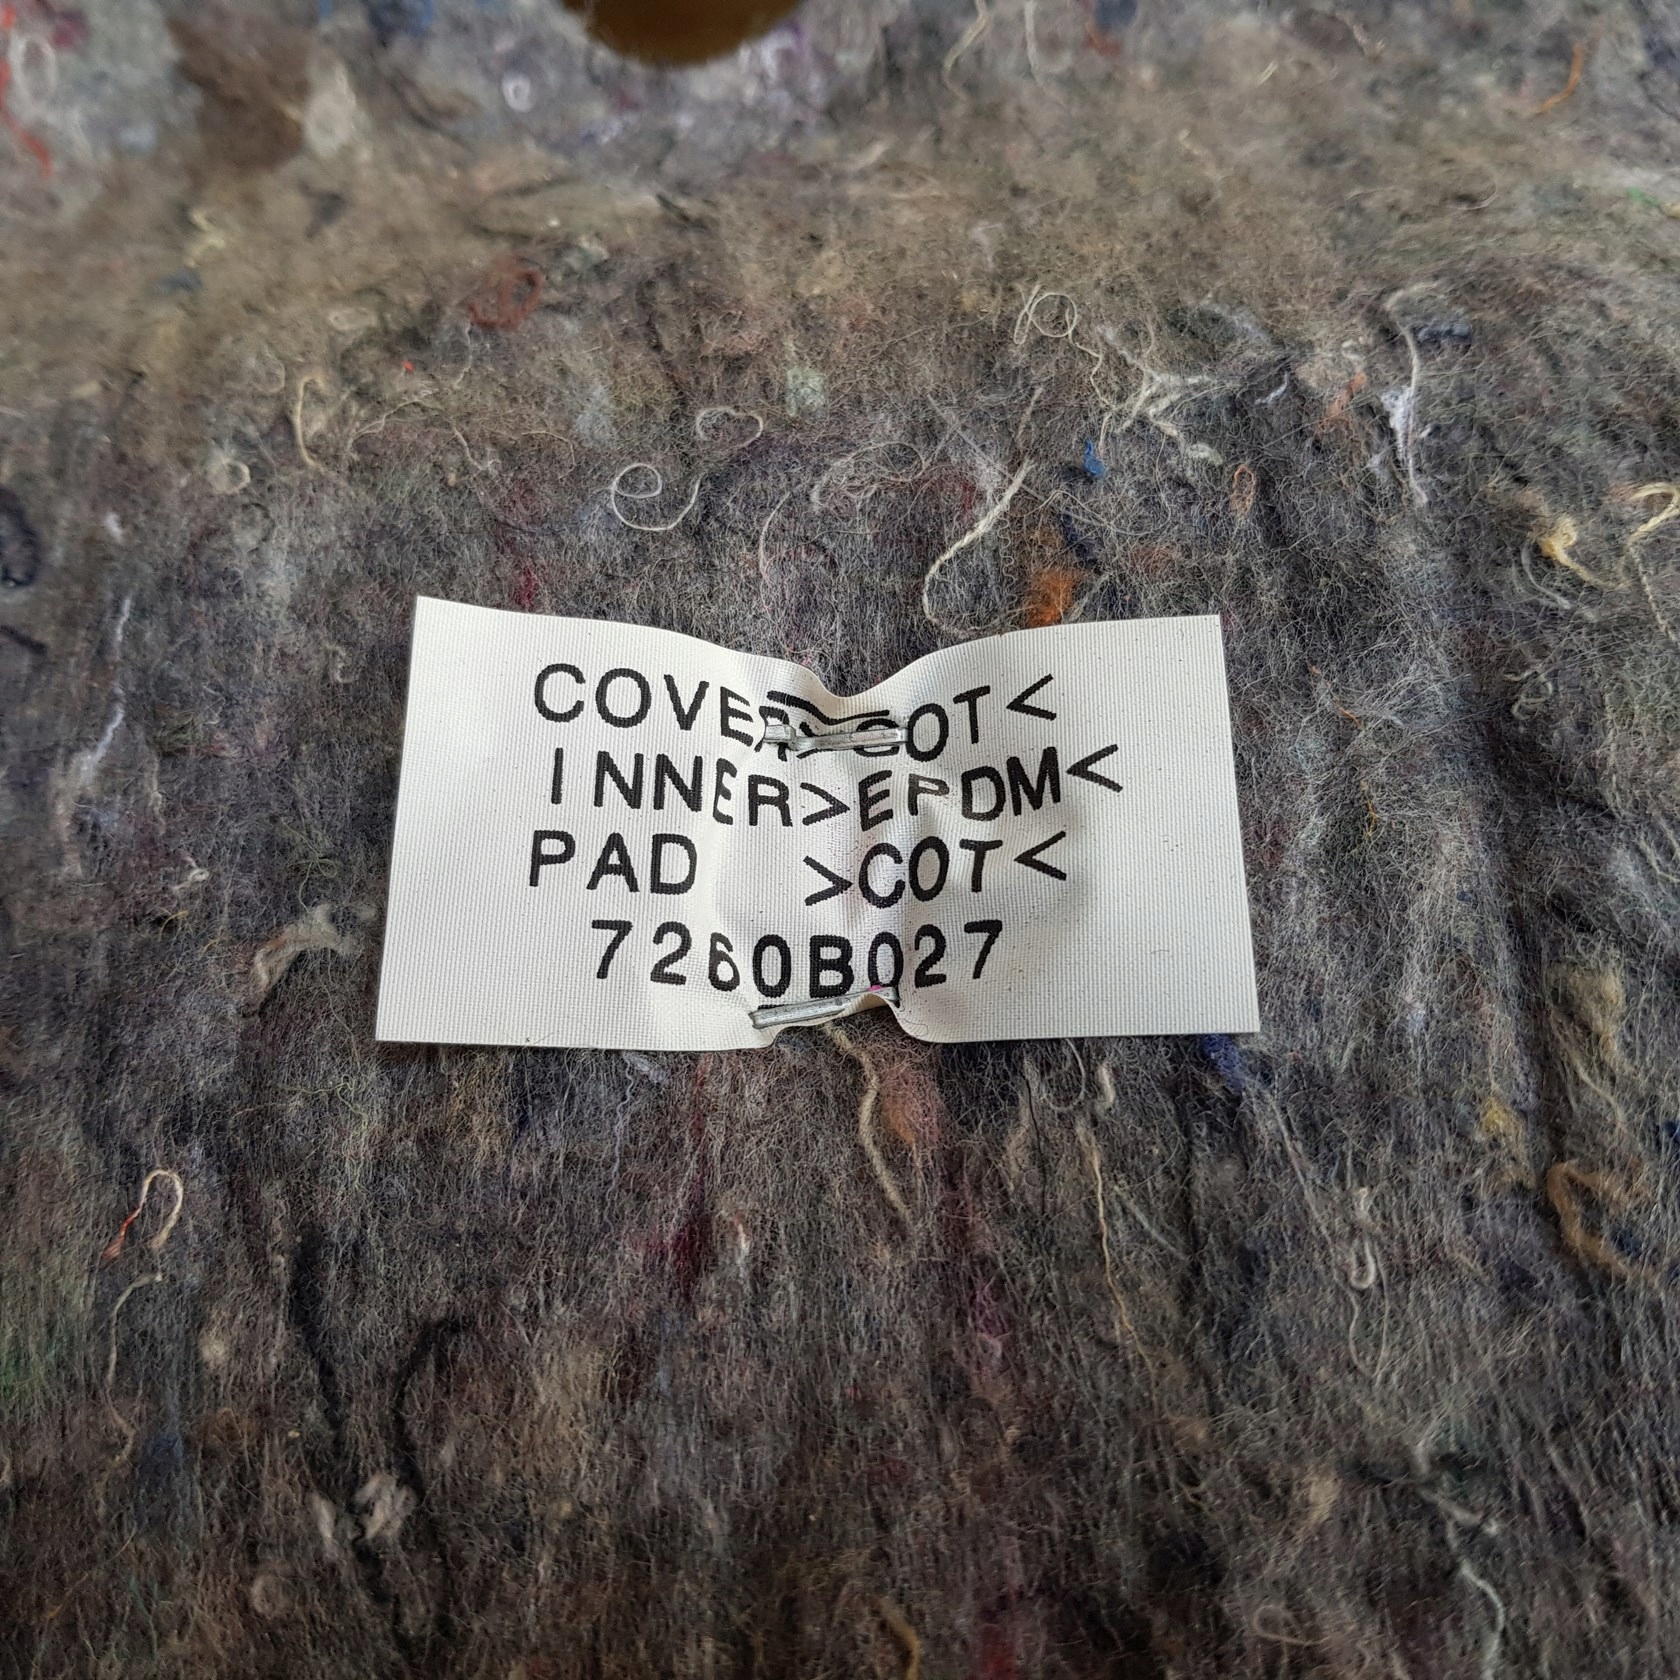 COVER>COT<
INNER>EPDM<
PAD >COT<
7260B027